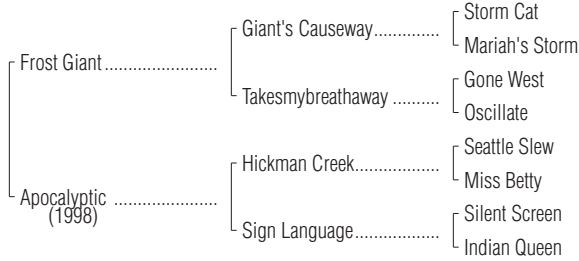 Storm Cat
Giant's Causeway..............
Mariah's Storm
Frost Giant........................
Gone West
Takesmybreathaway ..........
Oscillate
Seattle Slew
Hickman Creek..................
Miss Betty
Apocalyptic ......................
(1998)
Silent Screen
Sign Language..................
Indian Queen